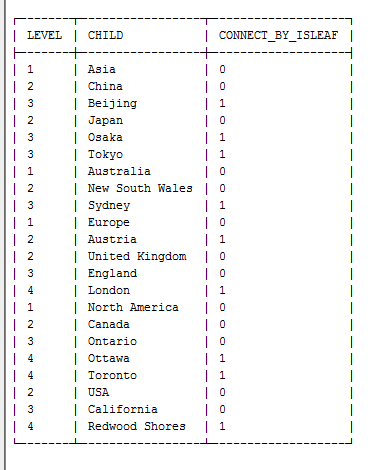 LEVEL | CHILD | CONNECT_BY_ISLEAF
1 | Asia | 0
2 | China | 0
3 | Beijing | 1
2 | Japan | 0
3 | Osaka | 1
3 | Tokyo | 1
1 | Australia | 0
2 | New South Wales | 0
3 | Sydney | 1
1 | Europe | 0
2 | Austria | 1
2 | United Kingdom | 0
3 | England | 0
4 | London | 1
1 | North America | 0
2 | Canada | 0
3 | Ontario | 0
4 | Ottawa | 1
4 | Toronto | 1
2 | USA | 0
3 | California | 0
4 | Redwood Shores | 1